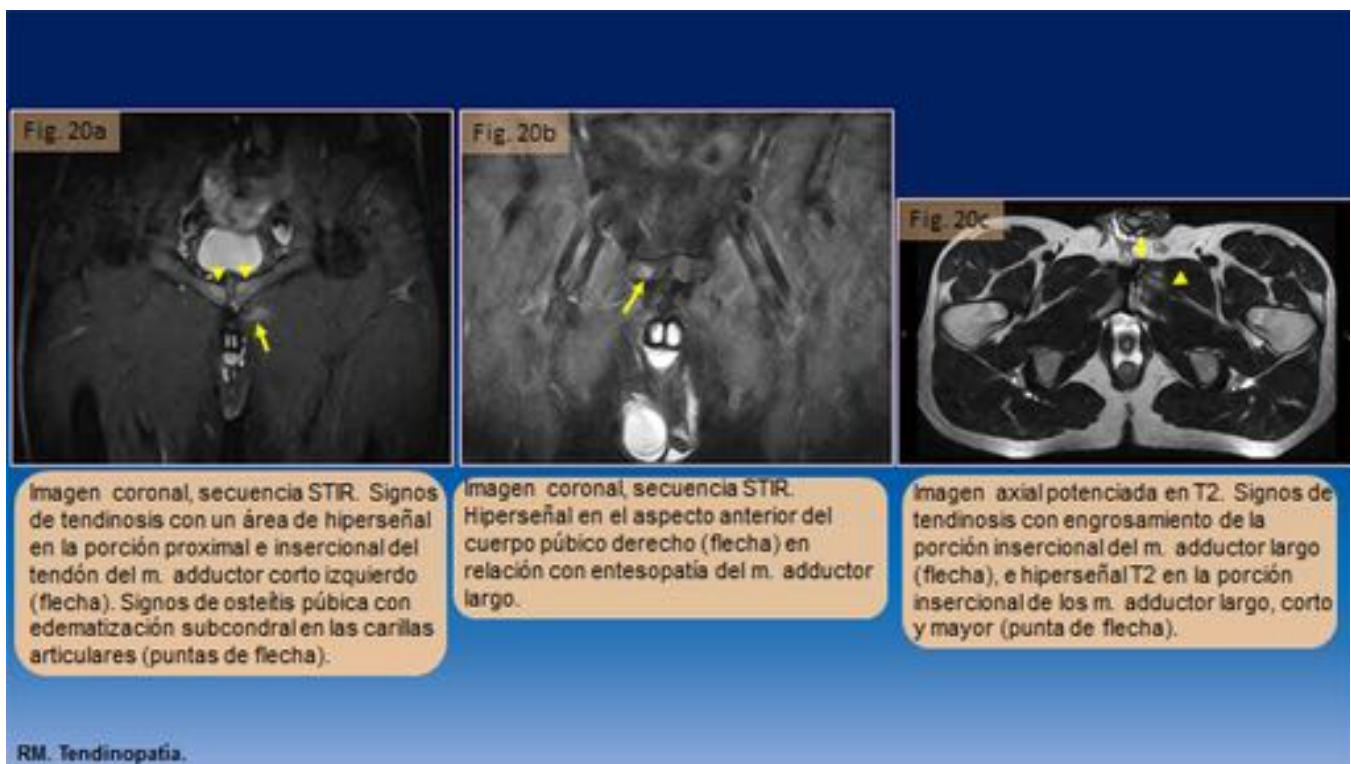 Fig. 20a
Fig. 20b
Fig. 20c
Imagen coronal, secuencia STIR. Signos
de tendinosis con un área de hiperseñal
en la porción proximal e insercional del
tendón del m. adductor corto izquierdo
(flecha). Signos de osteítis púbica con
edematización subcondral en las carillas
articulares (puntas de flecha).
Imagen coronal, secuencia STIR.
Hiperseñal en el aspecto anterior del
cuerpo púbico derecho (flecha) en
relación con entesopatía del m. adductor
largo.
Imagen axial potenciada en T2. Signos de
tendinosis con engrosamiento de la
porción insercional del m. adductor largo
(flecha), e hiperseñal T2 en la porción
insercional de los m. adductor largo, corto
y mayor (punta de flecha).
RM. Tendinopatia.